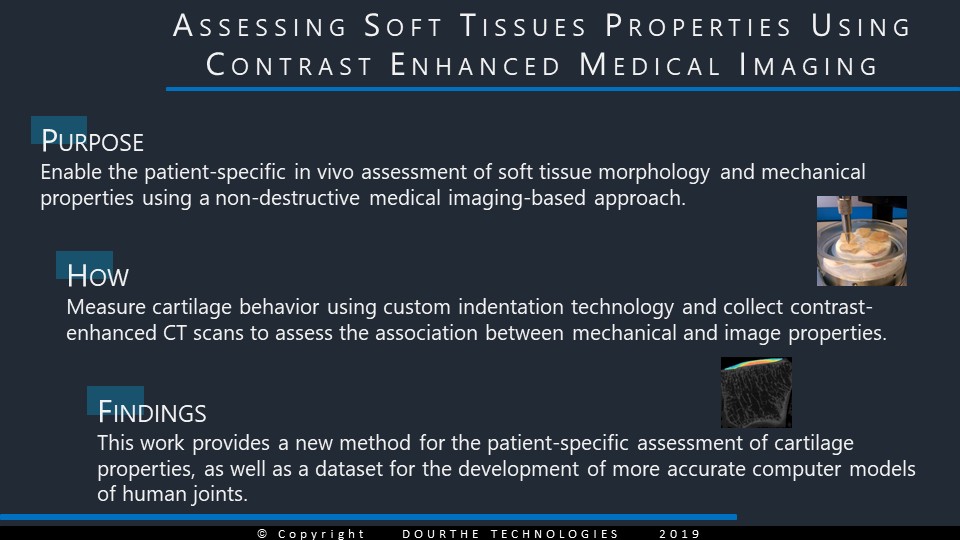 Assessing Soft Tissues Properties Using
Contrast Enhanced Medical Imaging
Purpose
Enable the patient-specific in vivo assessment of soft tissue morphology and mechanical
properties using a non-destructive medical imaging-based approach.
How
Measure cartilage behavior using custom indentation technology and collect contrast-
enhanced CT scans to assess the association between mechanical and image properties.
Findings
This work provides a new method for the patient-specific assessment of cartilage
properties, as well as a dataset for the development of more accurate computer models
of human joints.
© Copyright DOURTHE TECHNOLOGIES 2019